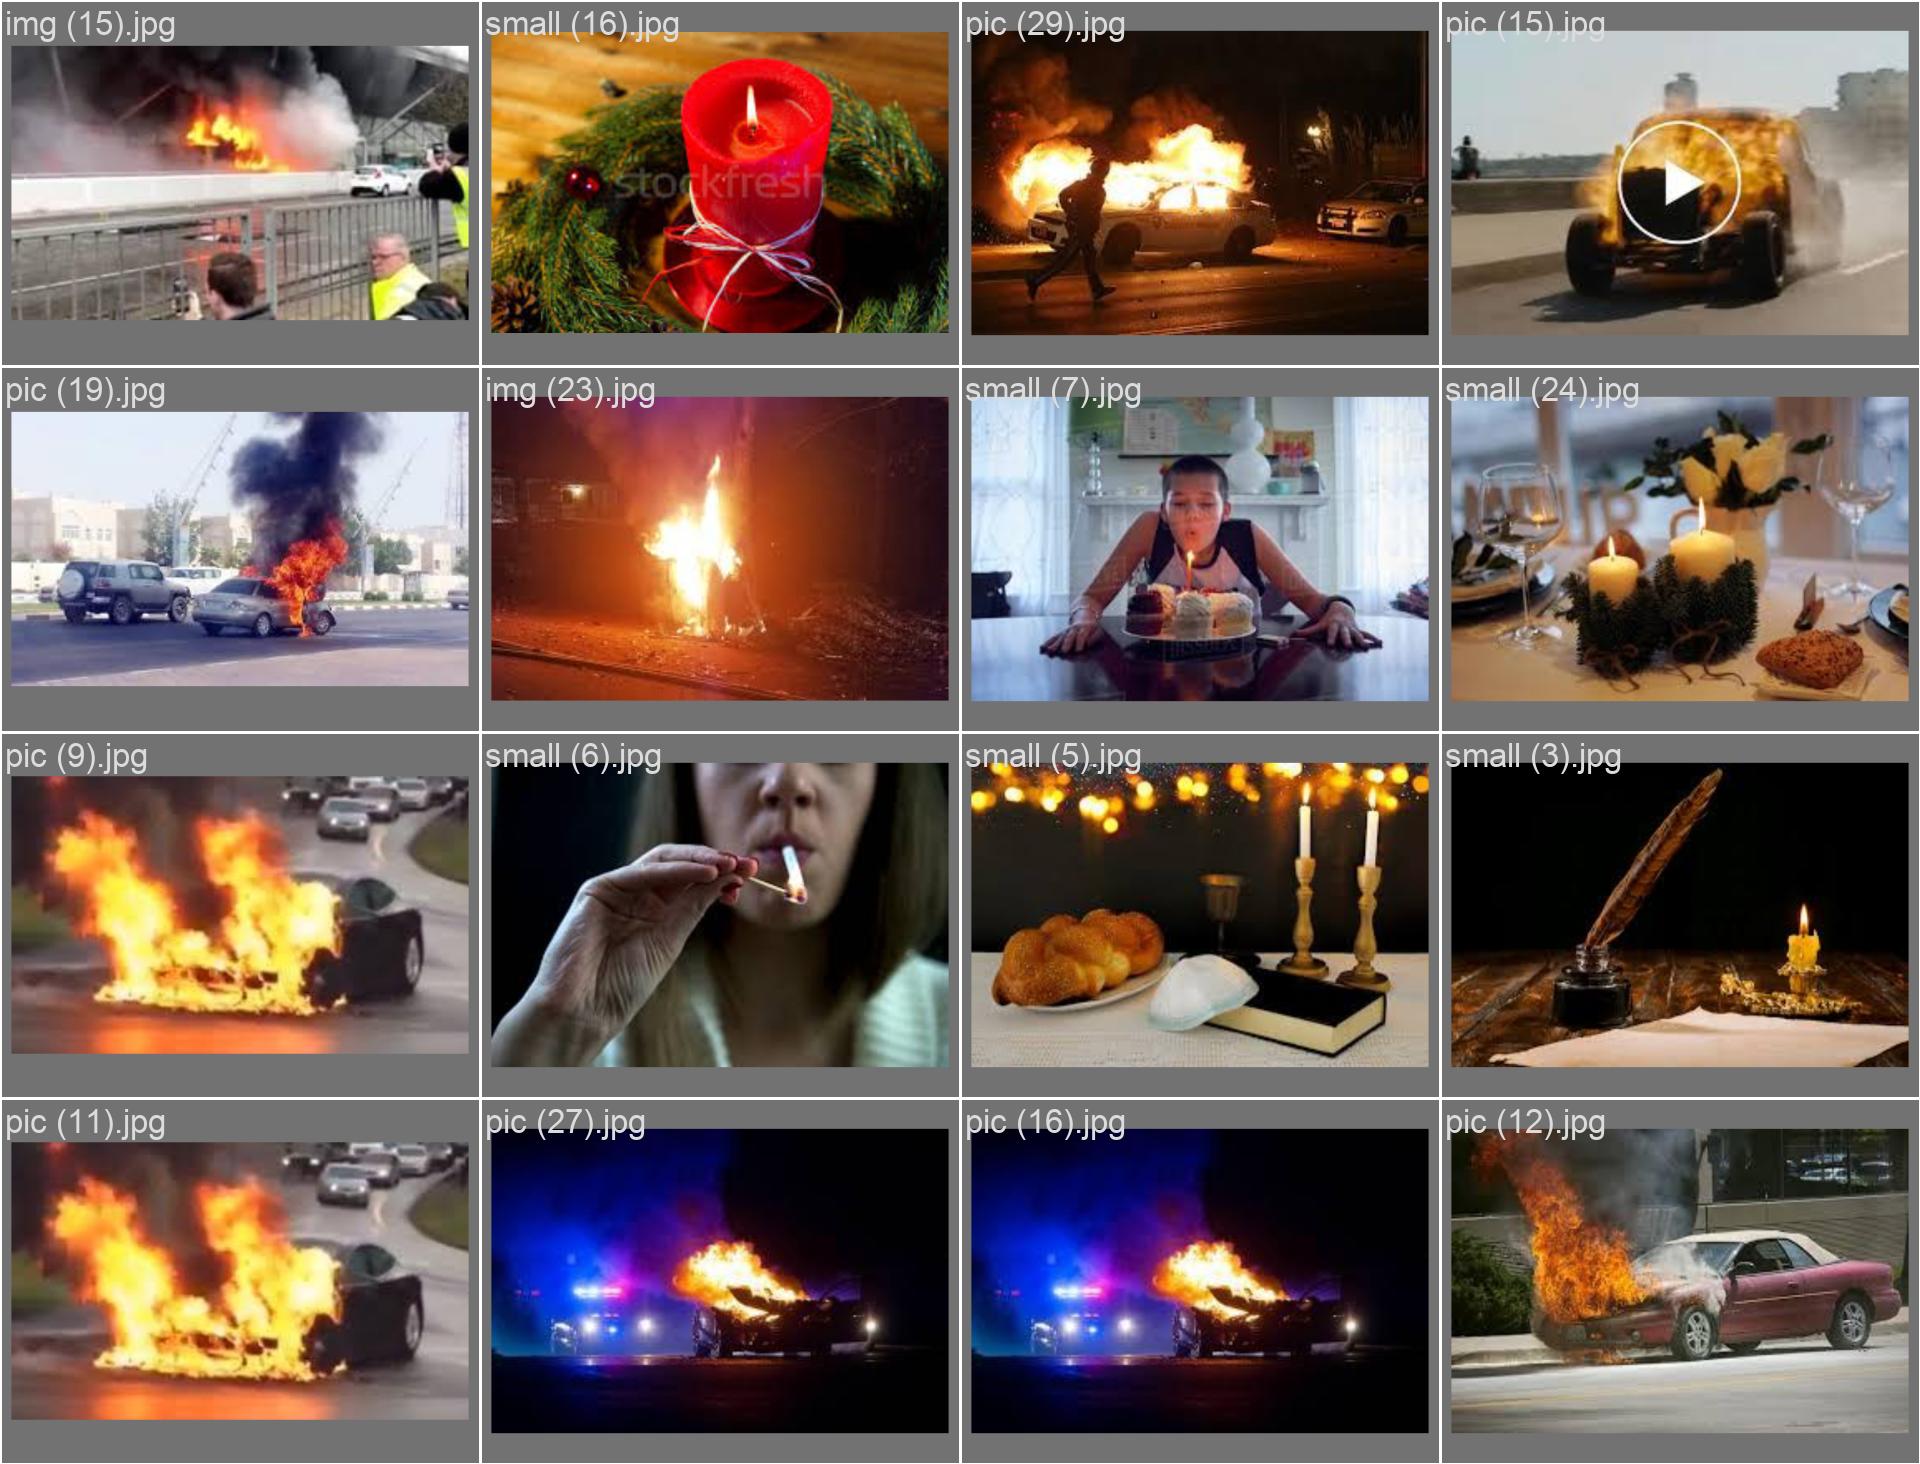 img (15).jpg
small (16).jpg
pic (29).jpg
pic (15).jpg
stockfresh
pic (19).jpg
img (23).jpg
small (7).jpg
small (24).jpg
pic (9).jpg
small (6).jpg
small (5).jpg
small (3).jpg
pic (11).jpg
pic (27).jpg
pic (16).jpg
pic (12).jpg